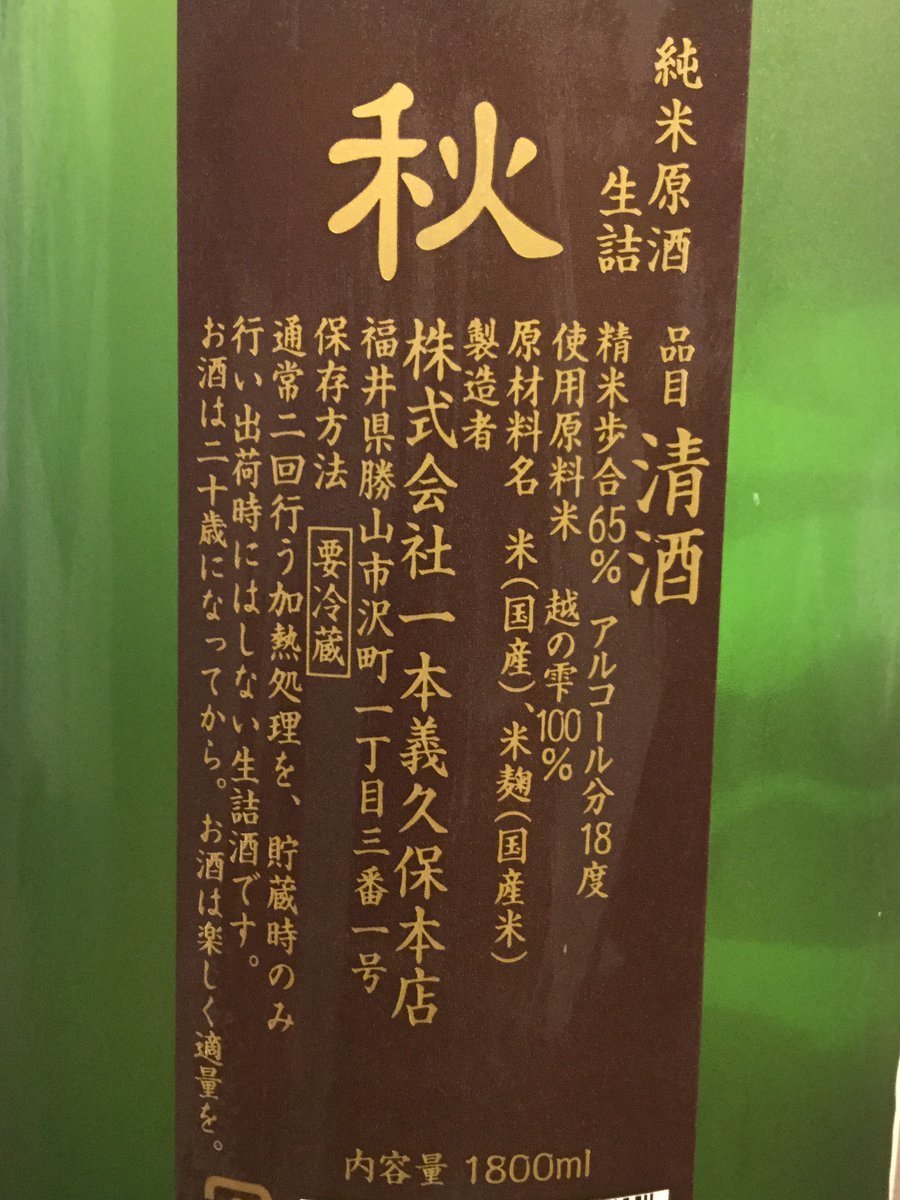 純米原酒
生詰
秋
品目 清酒
精米歩合65% アルコール分18度
使用原料米 越の雫100%
原材料名 米(国産)、米麹(国産米)
製造者
株式会社一本義久保本店
福井県勝山市沢町一丁目三番一号
保存方法 要冷蔵
通常二回行う加熱処理を、貯蔵時のみ
行い出荷時にはしない生詰酒です。
お酒は二十歳になってから。お酒は楽しく適量を。
内容量 1800ml